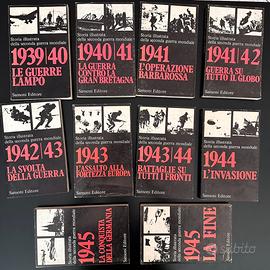 Storia illustrata
della seconda guerra mondiale
1939/40
LE GUERRE
LAMPO
Sansoni Editore
Storia illustrata
della seconda guerra mondiale
1940/41
LA GUERRA
CONTRO LA
GRAN BRETAGNA
Sansoni Editore
Storia illustrata
della seconda guerra mondiale
1941
L'OPERAZIONE
BARBAROSSA
Sansoni Editore
Storia illustrata
della seconda guerra mondiale
1941/42
GUERRA SU
TUTTO IL GLOBO
Sansoni Editore
Storia illustrata
della seconda guerra mondiale
1942/43
LA SVOLTA
DELLA GUERRA
Sansoni Editore
Storia illustrata
della seconda guerra mondiale
1943
L'ASSALTO ALLA
FORTEZZA EUROPA
Sansoni Editore
Storia illustrata
della seconda guerra mondiale
1943/44
BATTAGLIE SU
TUTTI I FRONTI
Sansoni Editore
Storia illustrata
della seconda guerra mondiale
1944
L'INVASIONE
Sansoni Editore
Storia illustrata
della seconda guerra mondiale
1945
LA CONQUISTA
DELLA GERMANIA
Sansoni Editore
Storia illustrata
della seconda guerra mondiale
1945
LA FINE
Sansoni Editore
subito